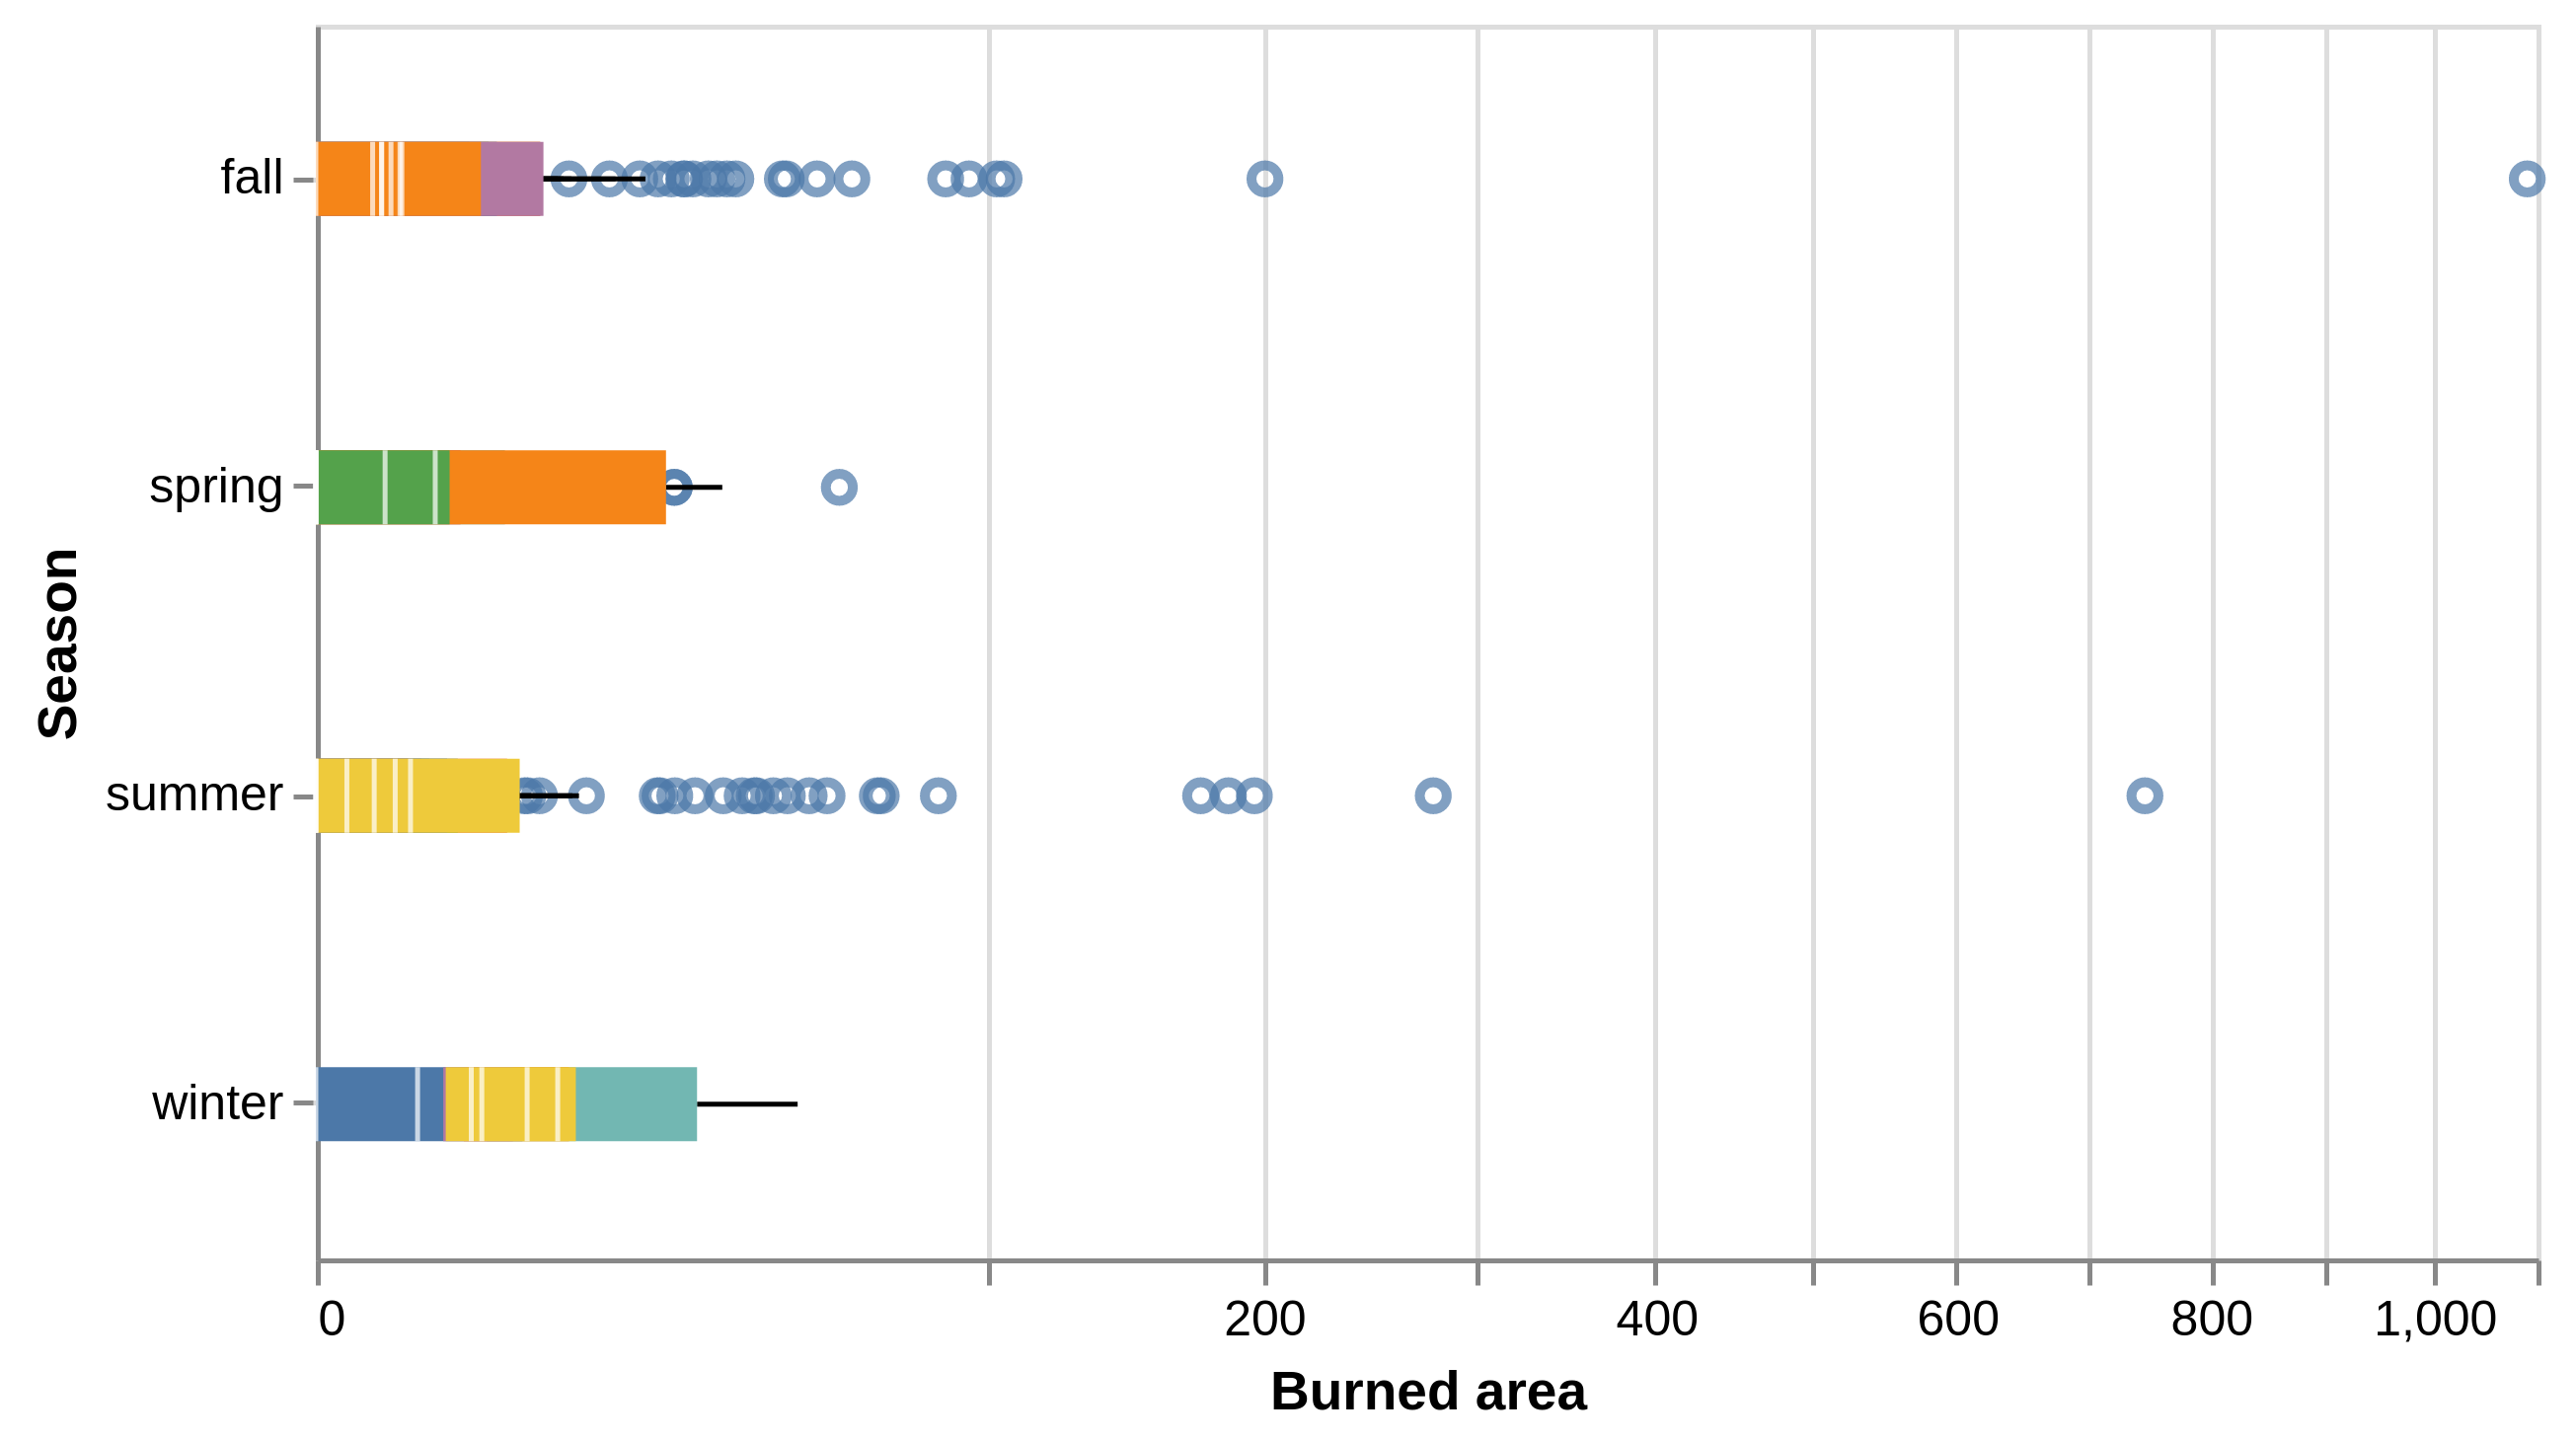 fall
spring
summer
winter
Season
0
200
400
600
800
1,000
Burned area